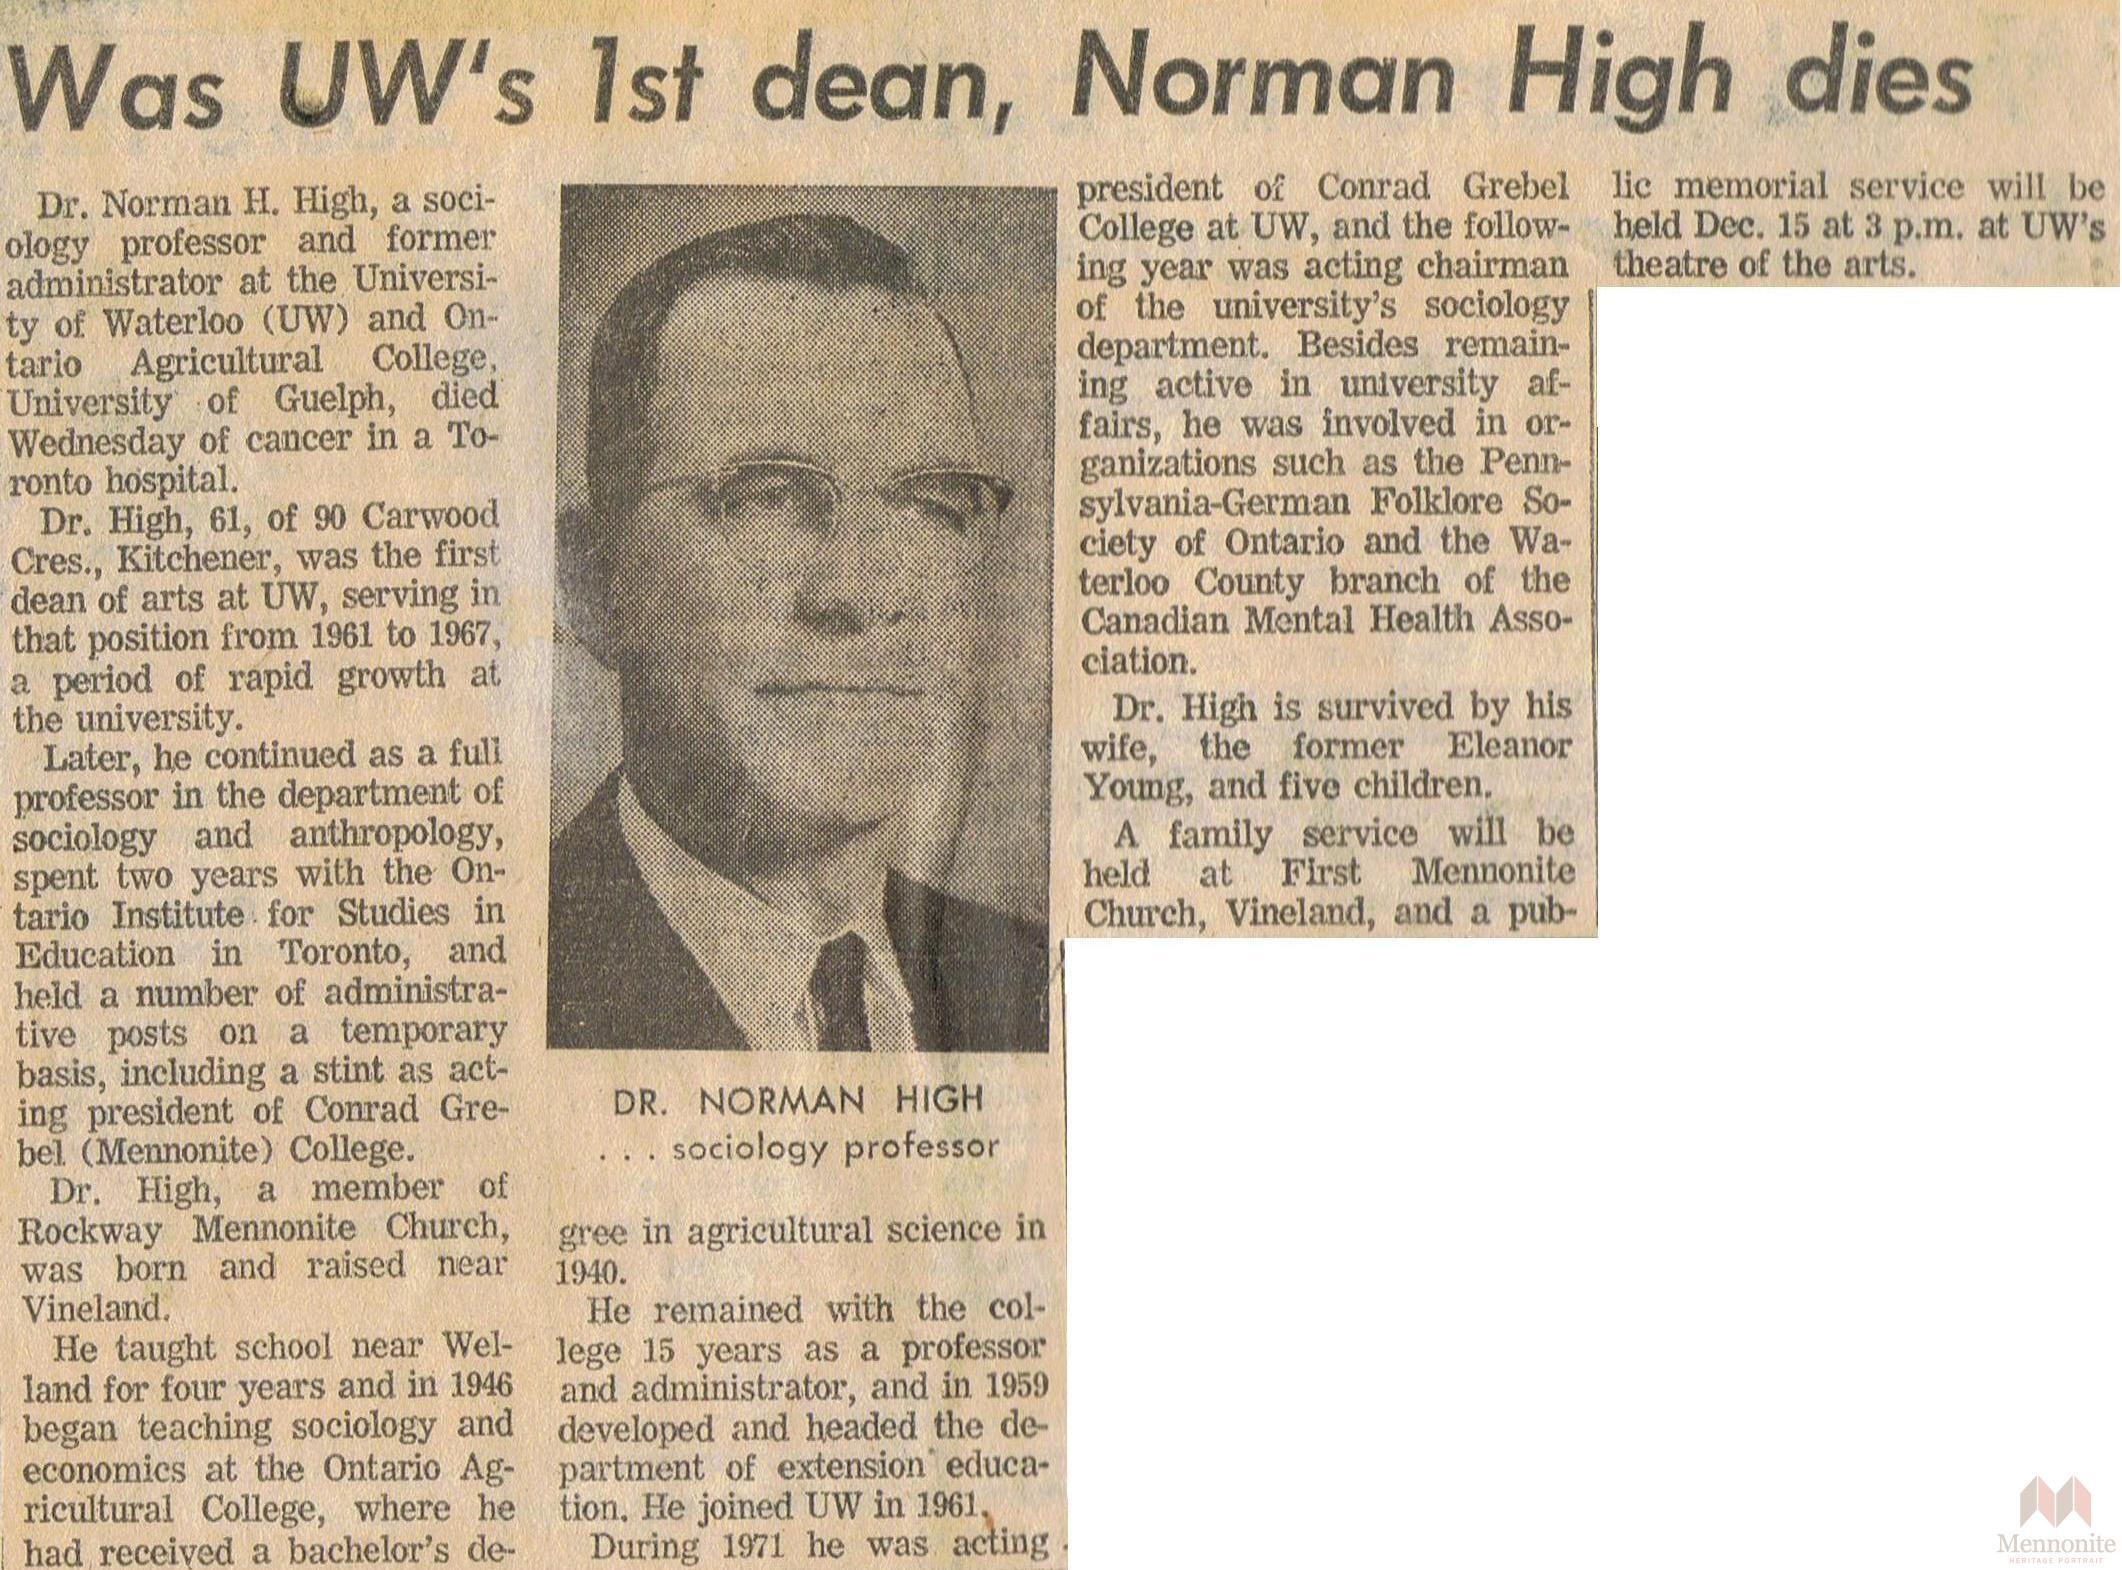 Was UW's 1st dean, Norman High dies
Dr. Norman H. High, a soci-
ology professor and former
administrator at the Universi-
ty of Waterloo (UW) and On-
tario Agricultural College,
University of Guelph, died
Wednesday of cancer in a To-
ronto hospital.
Dr. High, 61, of 90 Carwood
Cres., Kitchener, was the first
dean of arts at UW, serving in
that position from 1961 to 1967,
a period of rapid growth at
the university.
Later, he continued as a full
professor in the department of
sociology and anthropology,
spent two years with the On-
tario Institute for Studies in
Education in Toronto, and
held a number of administra-
tive posts on a temporary
basis, including a stint as act-
ing president of Conrad Gre-
bel (Mennonite) College.
Dr. High, a member of
Rockway Mennonite Church,
was born and raised near
Vineland.
He taught school near Wel-
land for four years and in 1946
began teaching sociology and
economics at the Ontario Ag-
ricultural College, where he
had received a bachelor's de-
DR. NORMAN HIGH
. . . sociology professor
gree in agricultural science in
1940.
He remained with the col-
lege 15 years as a professor
and administrator, and in 1959
developed and headed the de-
partment of extension educa-
tion. He joined UW in 1961.
During 1971 he was acting
president of Conrad Grebel
College at UW, and the follow-
ing year was acting chairman
of the university's sociology
department. Besides remain-
ing active in university af-
fairs, he was involved in or-
ganizations such as the Penn-
sylvania-German Folklore So-
ciety of Ontario and the Wa-
terloo County branch of the
Canadian Mental Health Asso-
ciation.
Dr. High is survived by his
wife, the former Eleanor
Young, and five children.
A family service will be
held at First Mennonite
Church, Vineland, and a pub-
lic memorial service will be
held Dec. 15 at 3 p.m. at UW's
theatre of the arts.
Mennonite
HERITAGE PORTRAIT